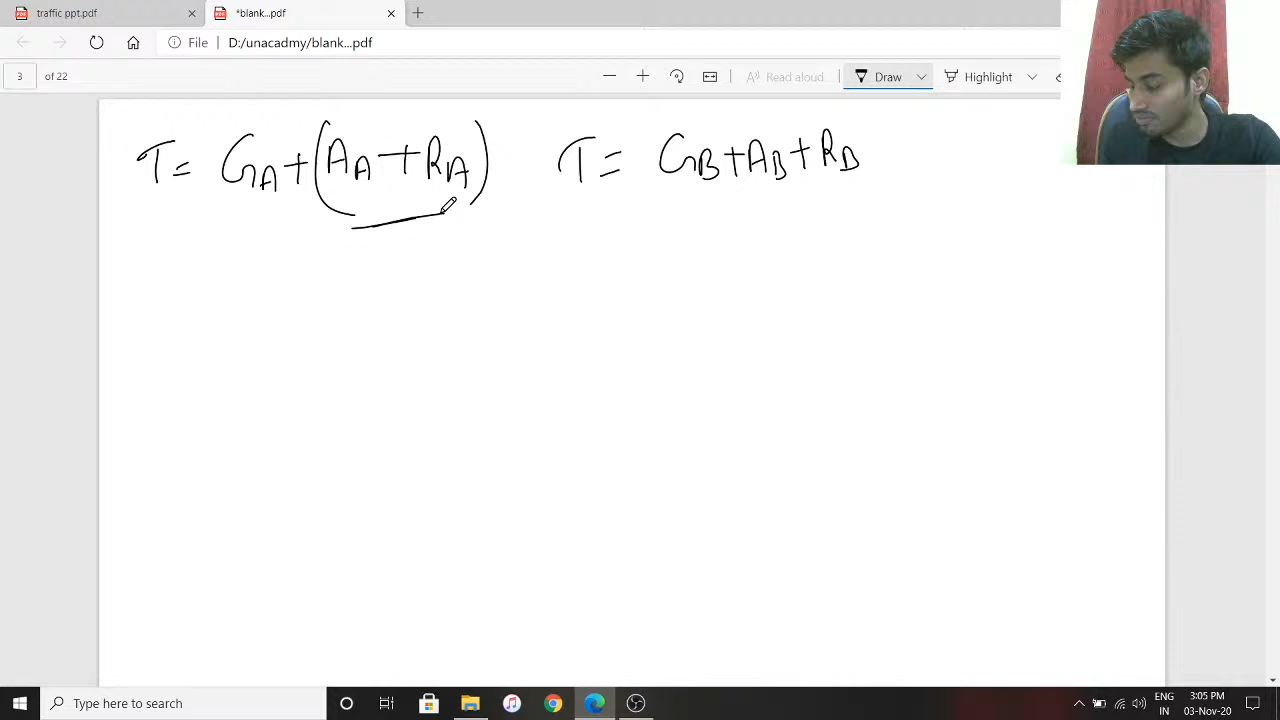 traffic ppt.pdf
*blank...pdf
File D:/unacadmy/blank...pdf
3 of 22
Read aloud
Draw
Highlight
T = GA + (AA + RA) T = GB + AB + RB
Type here to search
ENG
IN
3:05 PM
03-Nov-20